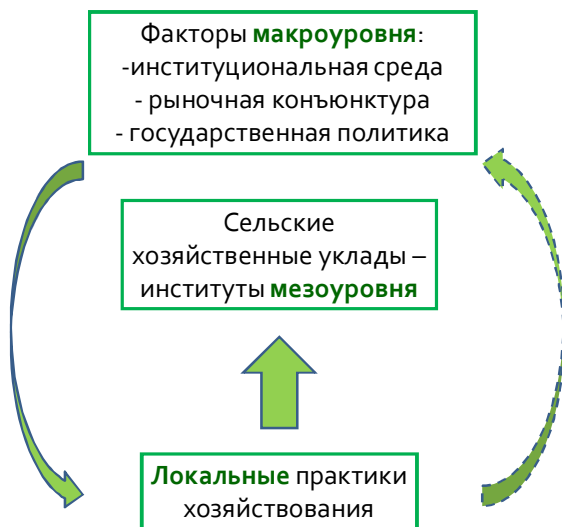 Факторы макроуровня:
-институциональная среда
- рыночная конъюнктура
- государственная политика
Сельские
хозяйственные уклады –
институты мезоуровня
Локальные практики
хозяйствования